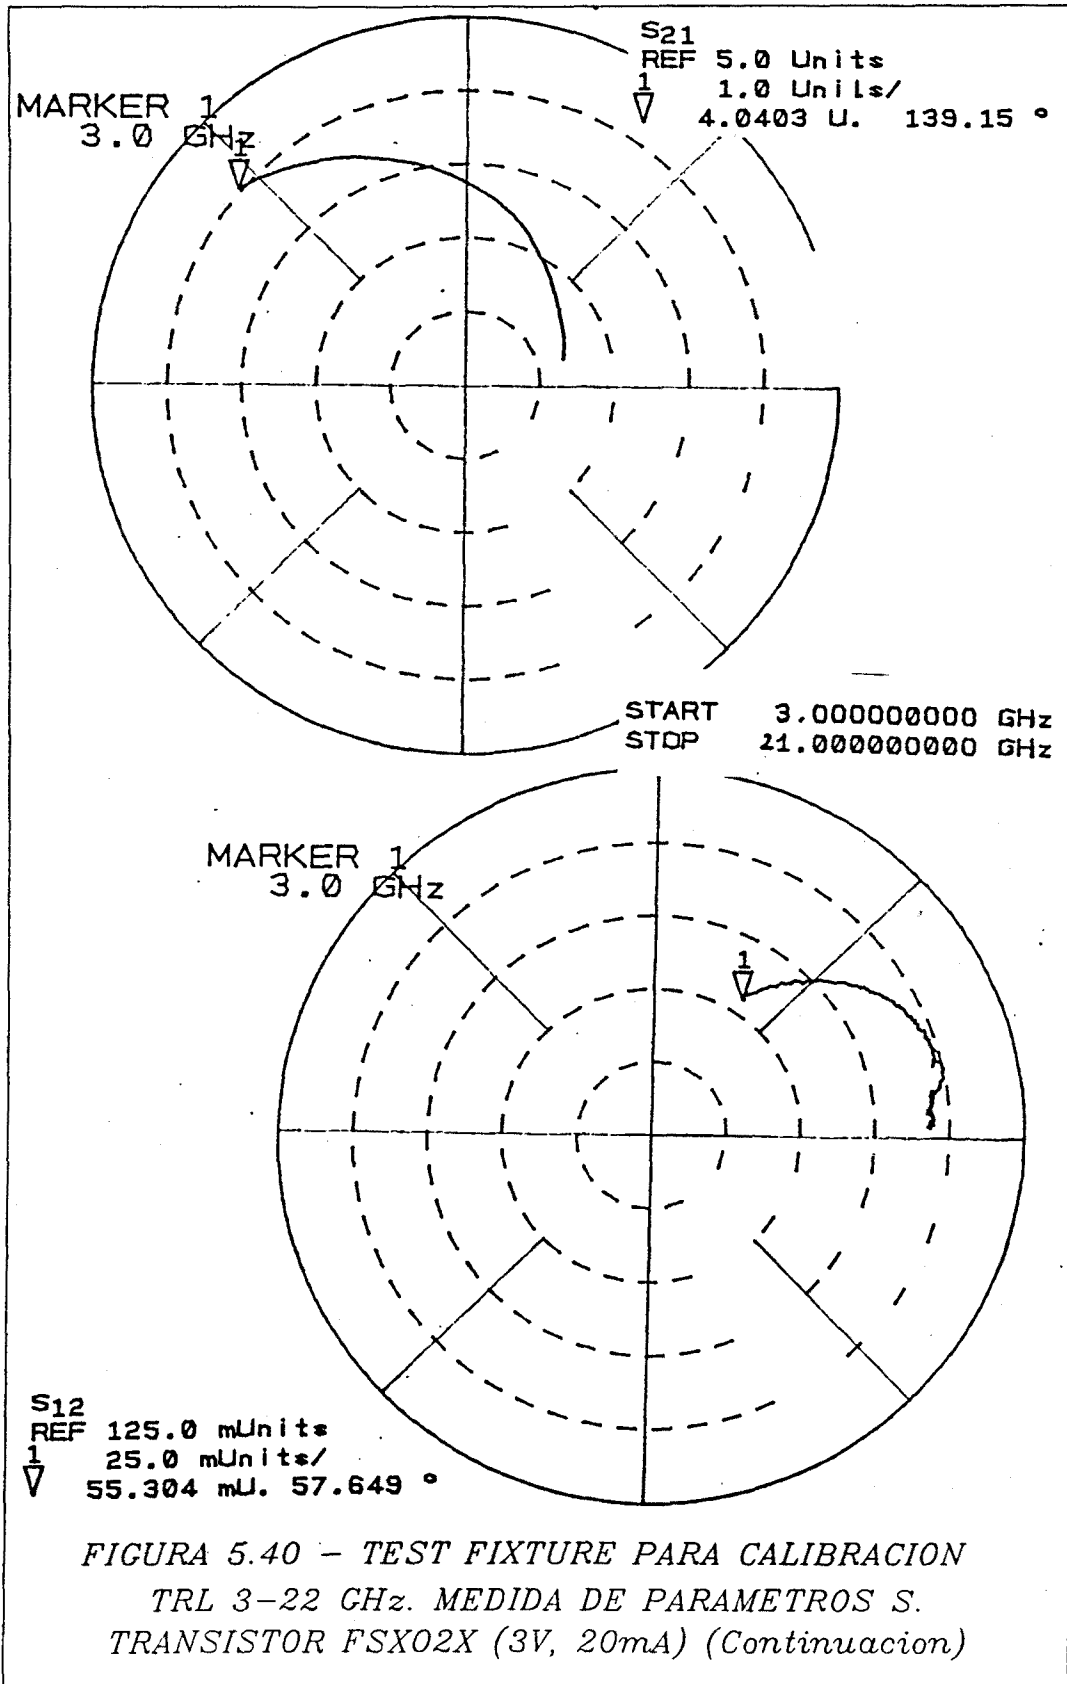 S21
REF 5.0 Units
1
1.0 Units/
4.0403 U. 139.15 °
MARKER 1
3.0 GHz
1
START 3.000000000 GHz
STOP 21.000000000 GHz
MARKER 1
3.0 GHz
1
S12
REF 125.0 mUnits
1
25.0 mUnits/
55.304 mU. 57.649 °
FIGURA 5.40 - TEST FIXTURE PARA CALIBRACION
TRL 3-22 GHz. MEDIDA DE PARAMETROS S.
TRANSISTOR FSX02X (3V, 20mA) (Continuacion)